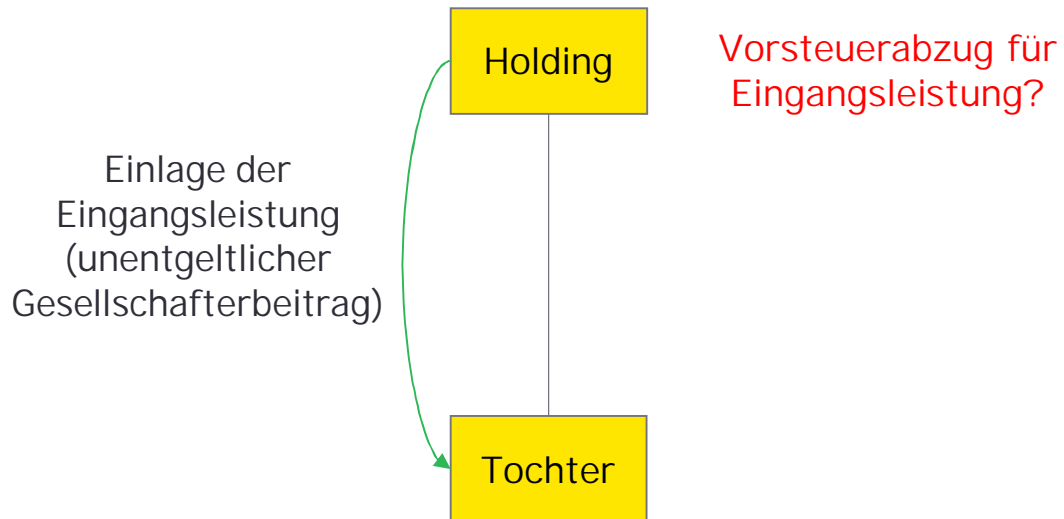 Holding
Vorsteuerabzug für
Eingangsleistung?
Einlage der
Eingangsleistung
(unentgeltlicher
Gesellschafterbeitrag)
Tochter